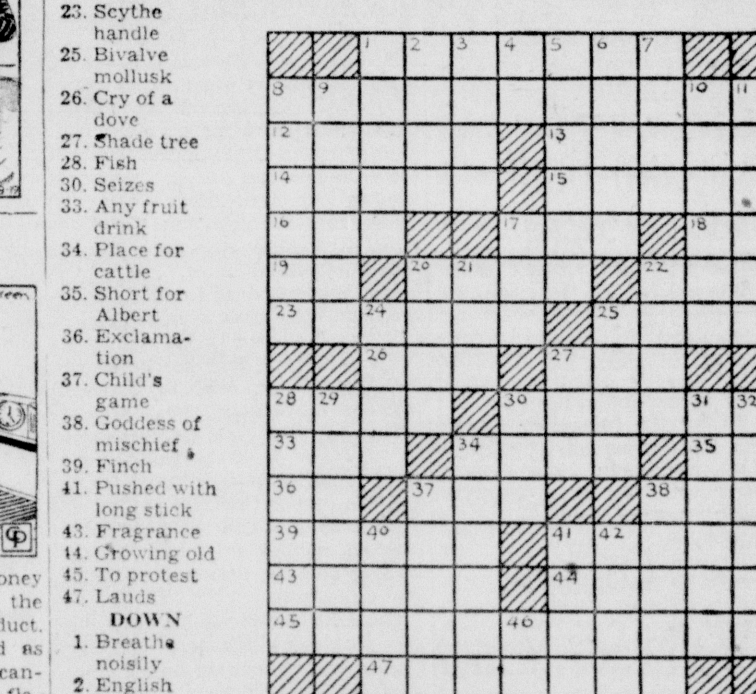 23. Scythe
handle
25. Bivalve
mollusk
26. Cry of a
dove
27. Shade tree
28. Fish
30. Seizes
33. Any fruit
drink
34. Place for
cattle
35. Short for
Albert
36. Exclama-
tion
37. Child's
game
38. Goddess of
mischief
39. Finch
41. Pushed with
long stick
43. Fragrance
44. Growing old
45. To protest
47. Lauds
DOWN
1. Breathe
noisily
2. English
1 2 3 4 5 6 7
8 9 10 11
12 13
14 15
16 17 18
19 20 21 22
23 24 25
26 27
28 29 30 31 32
33 34 35
36 37 38
39 40 41 42
43 44
45 46
47
oney
the
duct.
d as
can-